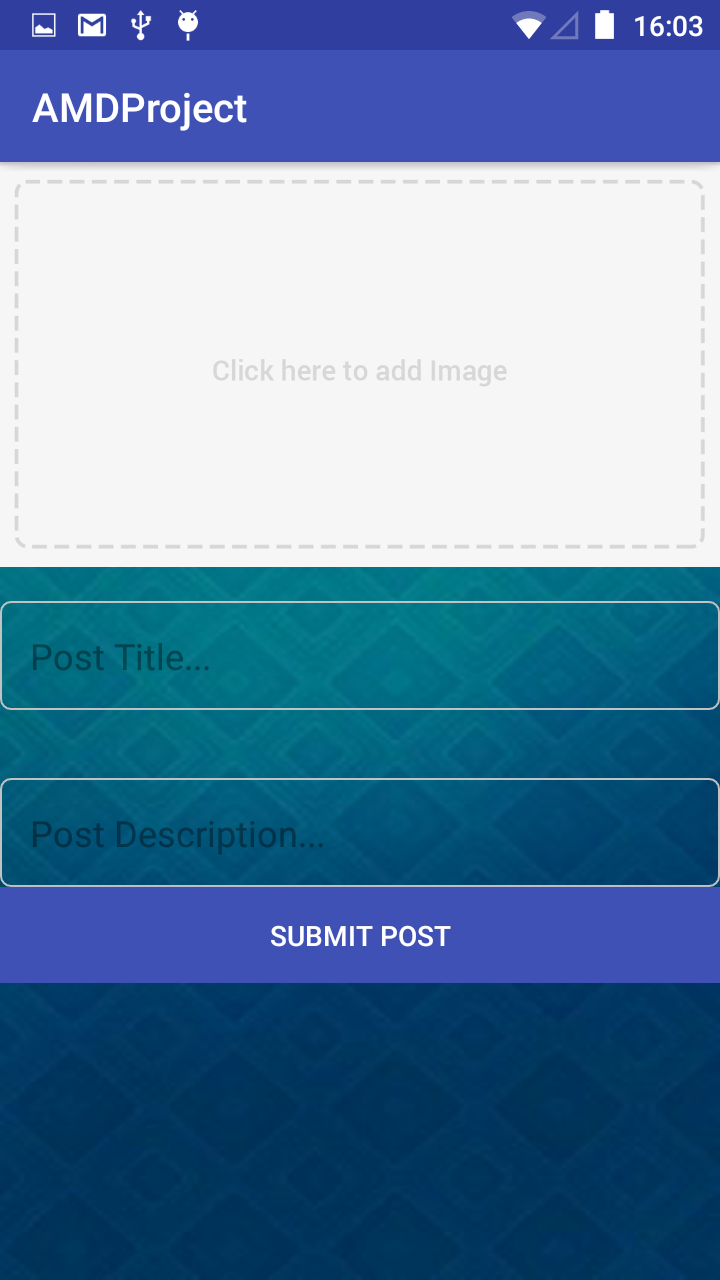 16:03
AMDProject
Click here to add Image
Post Title...
Post Description...
SUBMIT POST